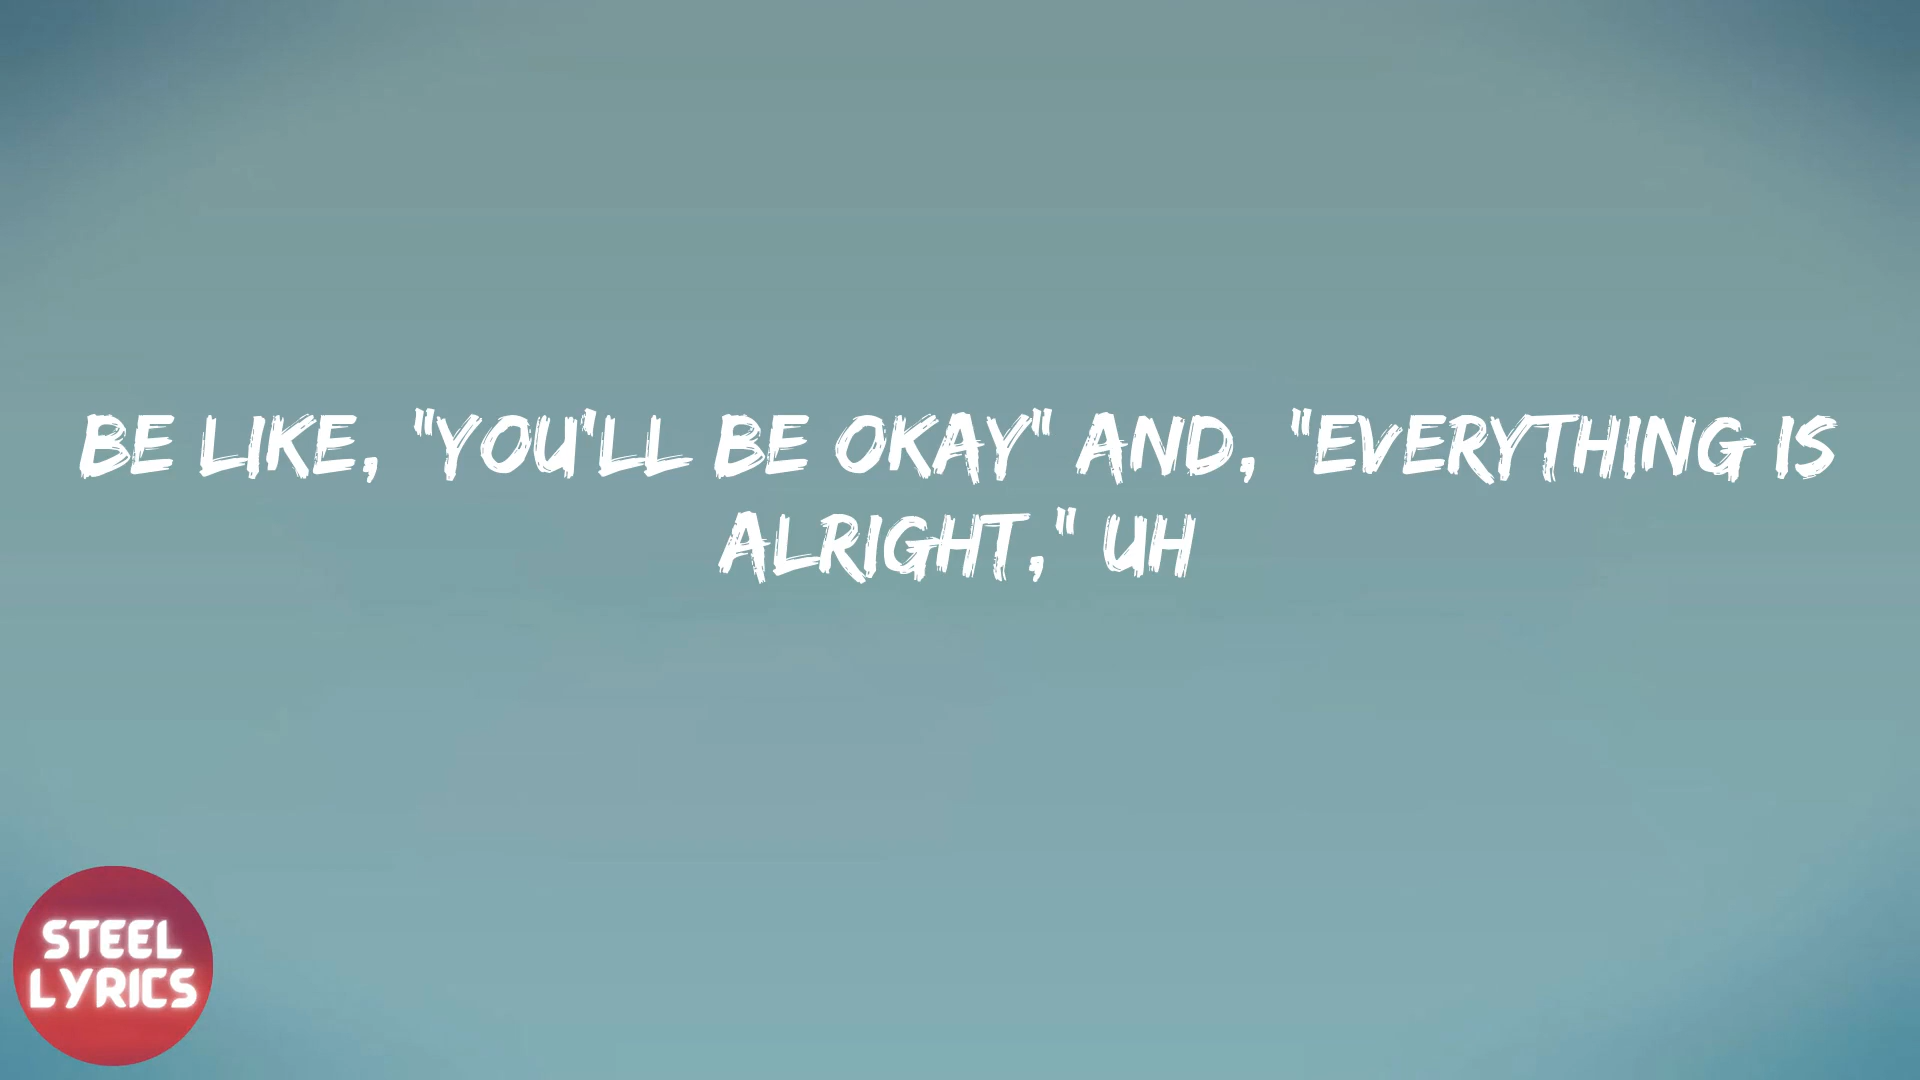 BE LIKE, "YOU'LL BE OKAY" AND, "EVERYTHING IS
ALRIGHT," UH
STEEL
LYRICS